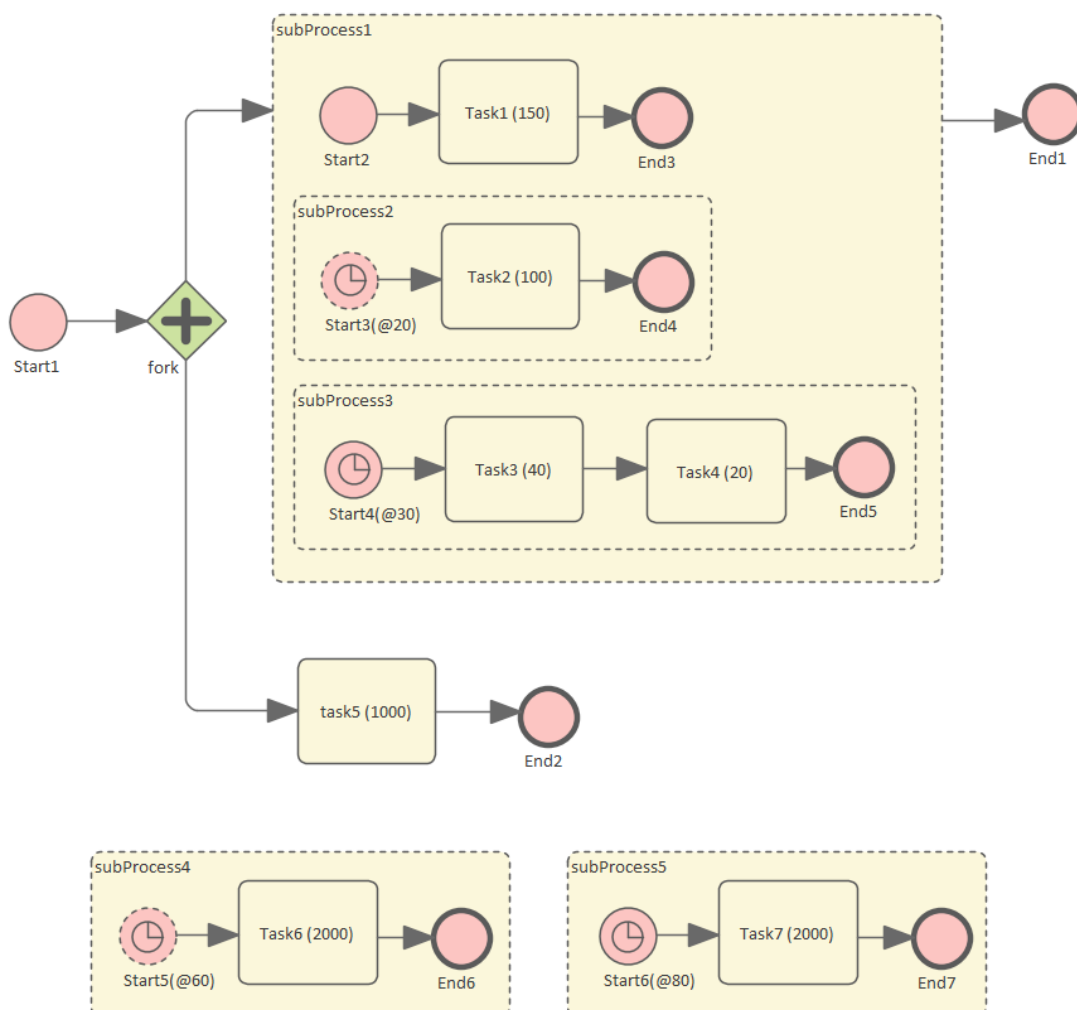 subProcess1
Task1 (150)
Start2
End3
End1
subProcess2
Task2 (100)
Start3(@20)
End4
Start1
fork
subProcess3
Task3 (40)
Task4 (20)
Start4(@30)
End5
task5 (1000)
End2
subProcess4
Task6 (2000)
Start5(@60)
End6
subProcess5
Task7 (2000)
Start6(@80)
End7